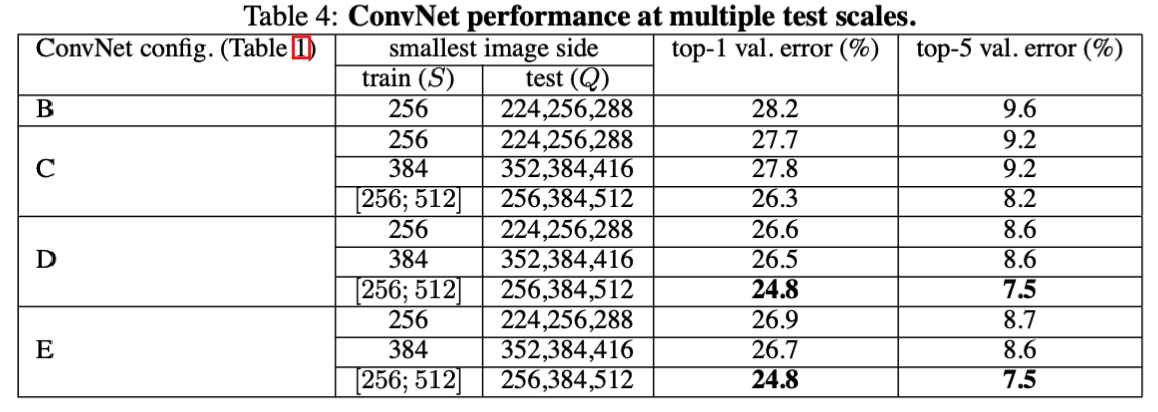 Table 4: ConvNet performance at multiple test scales.
ConvNet config. (Table 1) smallest image side top-1 val. error (%) top-5 val. error (%)
train (S) test (Q)
B 256 224,256,288 28.2 9.6
256 224,256,288 27.7 9.2
C 384 352,384,416 27.8 9.2
[256; 512] 256,384,512 26.3 8.2
256 224,256,288 26.6 8.6
D 384 352,384,416 26.5 8.6
[256; 512] 256,384,512 24.8 7.5
256 224,256,288 26.9 8.7
E 384 352,384,416 26.7 8.6
[256; 512] 256,384,512 24.8 7.5